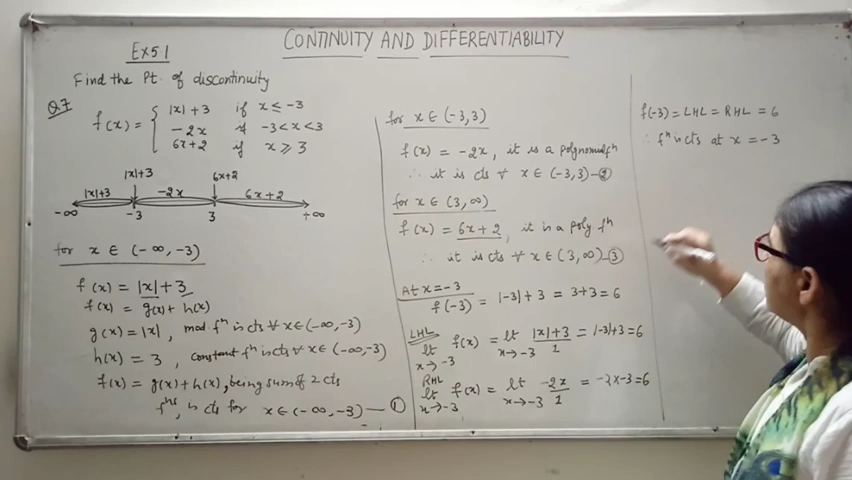 CONTINUITY AND DIFFERENTIABILITY
Ex 5.1
Find the Pt. of discontinuity
Q7
f(x) = { |x|+3 if x ≤ -3
-2x if -3 < x < 3
6x+2 if x ≥ 3
|x|+3 6x+2
|x|+3 -2x 6x+2
-∞ -3 3 +∞
for x ∈ (-∞, -3)
f(x) = |x|+3
f(x) = g(x) + h(x)
g(x) = |x|, mod fⁿ is cts ∀ x ∈ (-∞, -3)
h(x) = 3, constant fⁿ is cts ∀ x ∈ (-∞, -3)
f(x) = g(x) + h(x), being sum of 2 cts
fⁿˢ, is cts for x ∈ (-∞, -3) — ①
for x ∈ (-3, 3)
f(x) = -2x, it is a polynomial fⁿ
∴ it is cts ∀ x ∈ (-3, 3) - ②
for x ∈ (3, ∞)
f(x) = 6x+2, it is a poly fⁿ
∴ it is cts ∀ x ∈ (3, ∞) - ③
At x = -3
f(-3) = |-3| + 3 = 3+3 = 6
LHL
lt f(x) = lt |x|+3/1 = |-3|+3 = 6
x→-3 x→-3
RHL
lt f(x) = lt -2x/1 = -2x-3 = 6
x→-3 x→-3
f(-3) = LHL = RHL = 6
∴ fⁿ is cts at x = -3